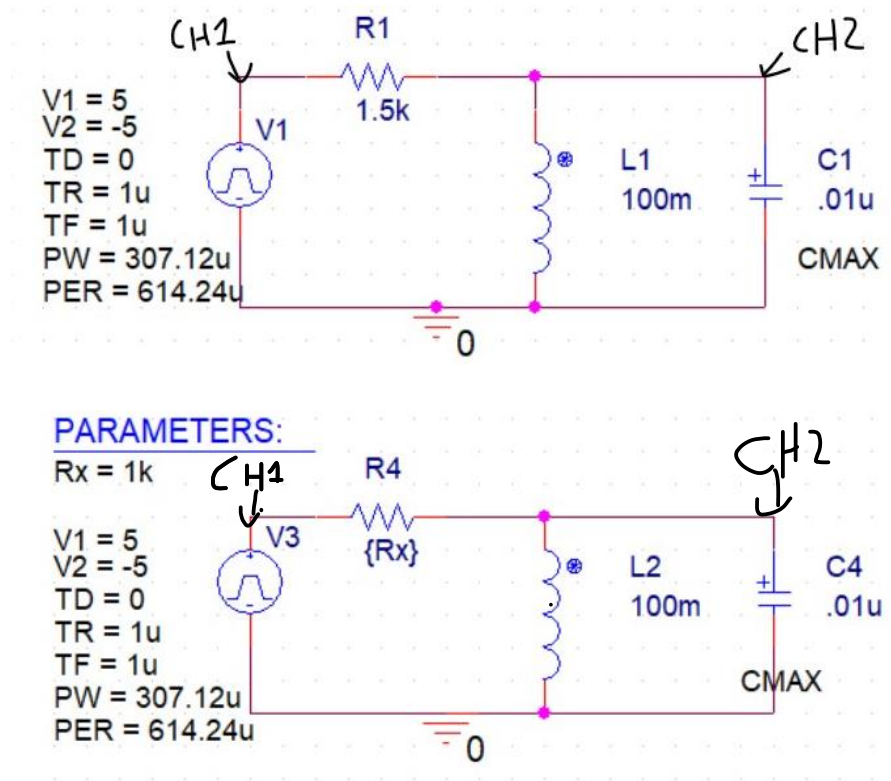 CH1
R1
CH2
1.5k
V1 = 5
V2 = -5
TD = 0
TR = 1u
TF = 1u
PW = 307.12u
PER = 614.24u
V1
L1
100m
+
C1
.01u
CMAX
0
PARAMETERS:
Rx = 1k
CH1
R4
CH2
{Rx}
V1 = 5
V2 = -5
TD = 0
TR = 1u
TF = 1u
PW = 307.12u
PER = 614.24u
V3
L2
100m
+
C4
.01u
CMAX
0